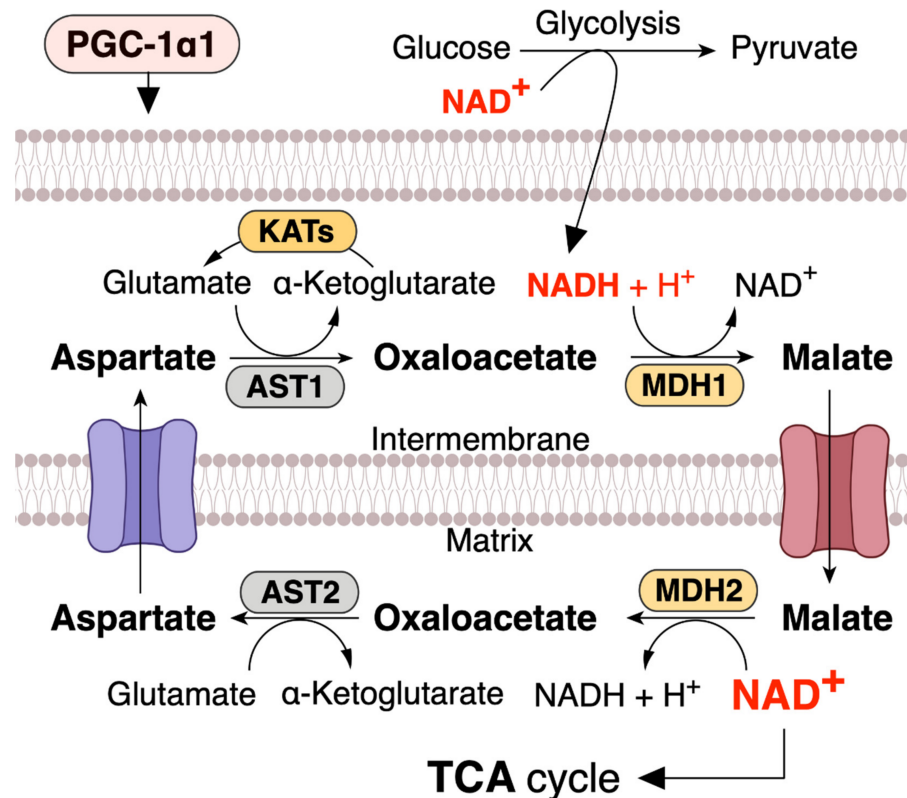 PGC-1α1
Glycolysis
Glucose
Pyruvate
NAD⁺
KATs
Glutamate
α-Ketoglutarate
NADH + H⁺
NAD⁺
Aspartate
Oxaloacetate
Malate
AST1
MDH1
Intermembrane
Matrix
AST2
MDH2
Aspartate
Oxaloacetate
Malate
Glutamate
α-Ketoglutarate
NADH + H⁺
NAD⁺
TCA cycle